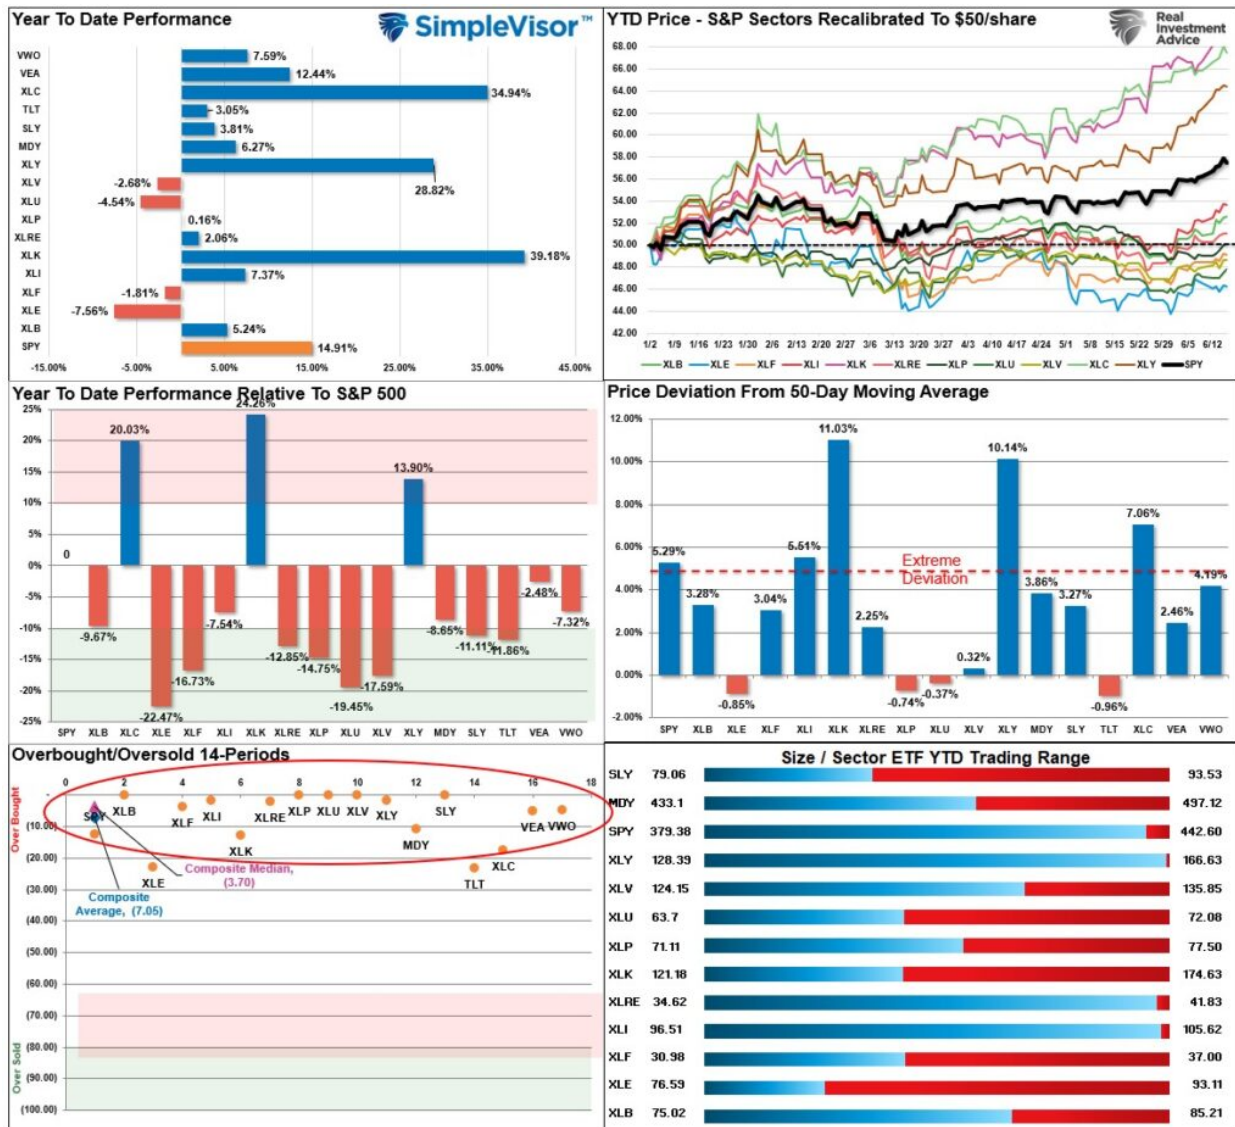 Year To Date Performance
SimpleVisor™
VWO 7.59%
VEA 12.44%
XLC 34.94%
TLT 3.05%
SLY 3.81%
MDY 6.27%
XLY 28.82%
XLV -2.68%
XLU -4.54%
XLP 0.16%
XLRE 2.06%
XLK 39.18%
XLI 7.37%
XLF -1.81%
XLE -7.56%
XLB 5.24%
SPY 14.91%
-15.00% -5.00% 5.00% 15.00% 25.00% 35.00% 45.00%
YTD Price - S&P Sectors Recalibrated To $50/share
Real
Investment
Advice
68.00
66.00
64.00
62.00
60.00
58.00
56.00
54.00
52.00
50.00
48.00
46.00
44.00
42.00
1/2 1/9 1/16 1/23 1/30 2/6 2/13 2/20 2/27 3/6 3/13 3/20 3/27 4/3 4/10 4/17 4/24 5/1 5/8 5/15 5/22 5/29 6/5 6/12
XLB XLE XLF XLI XLK XLRE XLP XLU XLV XLC XLY SPY
Year To Date Performance Relative To S&P 500
25%
20%
15%
10%
5%
0%
-5%
-10%
-15%
-20%
-25%
0 -9.67% 20.03% -22.47% -16.73% -7.54% 24.26% -12.85% -14.75% -19.45% -17.59% 13.90% -8.65% -11.11% -11.86% -2.48% -7.32%
SPY XLB XLC XLE XLF XLI XLK XLRE XLP XLU XLV XLY MDY SLY TLT VEA VWO
Price Deviation From 50-Day Moving Average
12.00%
10.00%
8.00%
6.00%
4.00%
2.00%
0.00%
-2.00%
5.29% 3.28% -0.85% 3.04% 5.51% 11.03% 2.25% -0.74% -0.37% 0.32% 10.14% 3.86% 3.27% -0.96% 7.06% 2.46% 4.19%
Extreme
Deviation
SPY XLB XLE XLF XLI XLK XLRE XLP XLU XLV XLY MDY SLY TLT XLC VEA VWO
Overbought/Oversold 14-Periods
0 2 4 6 8 10 12 14 16 18
Over Bought
(10.00)
(20.00)
(30.00)
(40.00)
(50.00)
(60.00)
(70.00)
(80.00)
(90.00)
(100.00)
Over Sold
SPY XLB XLE XLF XLI XLK XLRE XLP XLU XLV XLY MDY SLY TLT XLC VEA VWO
Composite Median,
(3.70)
Composite
Average, (7.05)
Size / Sector ETF YTD Trading Range
SLY 79.06 93.53
MDY 433.1 497.12
SPY 379.38 442.60
XLY 128.39 166.63
XLV 124.15 135.85
XLU 63.7 72.08
XLP 71.11 77.50
XLK 121.18 174.63
XLRE 34.62 41.83
XLI 96.51 105.62
XLF 30.98 37.00
XLE 76.59 93.11
XLB 75.02 85.21